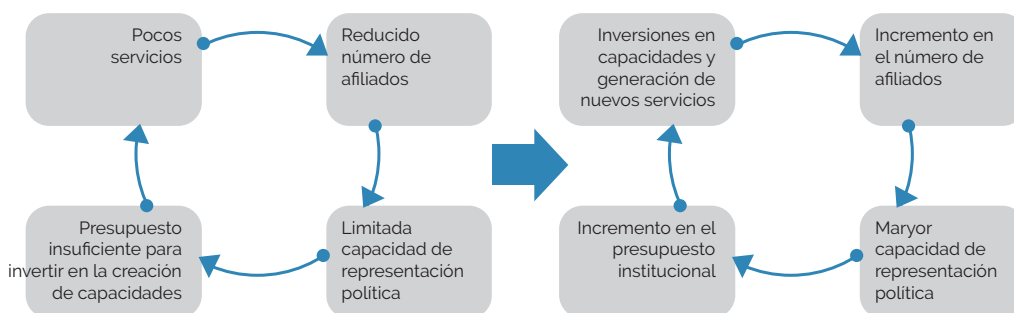 Pocos
servicios
Reducido
número de
afiliados
Presupuesto
insuficiente para
invertir en la creación
de capacidades
Limitada
capacidad de
representación
política
Inversiones en
capacidades y
generación de
nuevos servicios
Incremento en
el número de
afiliados
Incremento en el
presupuesto
institucional
Maryor
capacidad de
representación
política